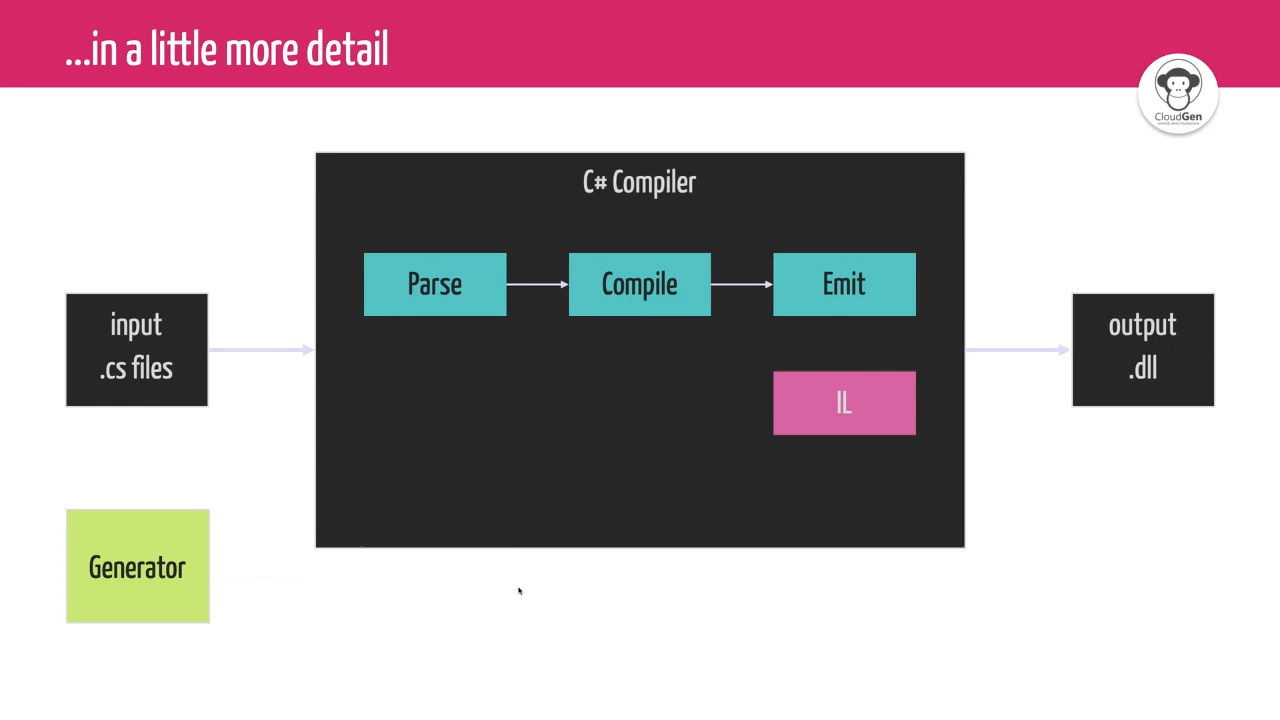 ...in a little more detail
CloudGen
C# Compiler
Parse
Compile
Emit
input
.cs files
output
.dll
IL
Generator